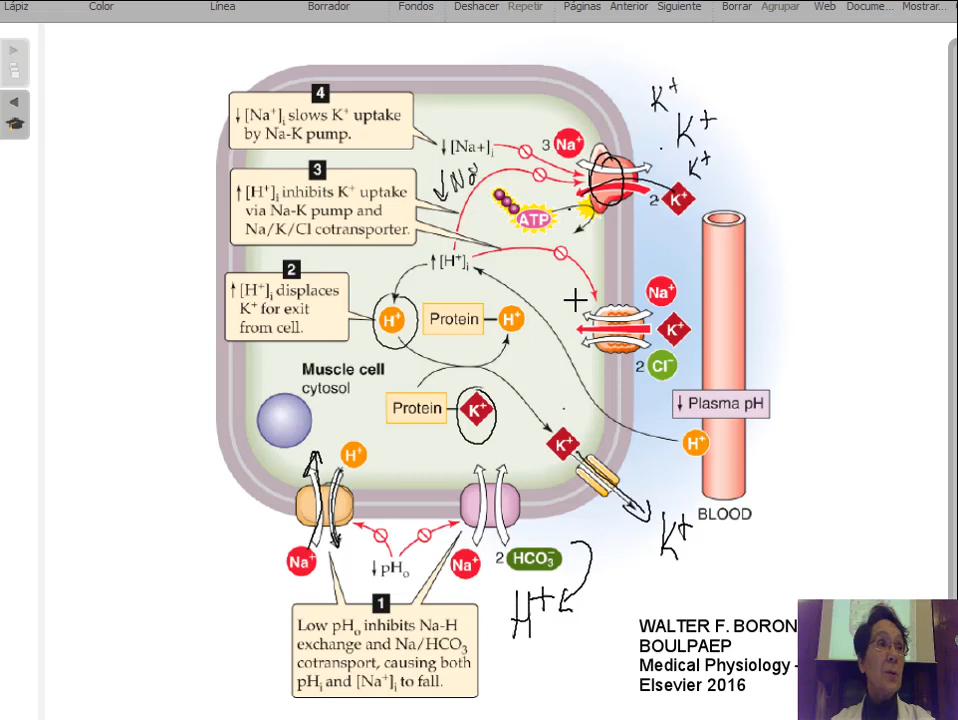 Lápiz Color Línea Borrador Fondos Deshacer Repetir Páginas Anterior Siguiente Borrar Agrupar Web Docume... Mostrar...
4
↓[Na⁺]ᵢ slows K⁺ uptake
by Na-K pump.
↓[Na+]ᵢ
3 Na⁺
K⁺
K⁺
K⁺
3
↑[H⁺]ᵢ inhibits K⁺ uptake
via Na-K pump and
Na/K/Cl cotransporter.
↓Na⁺
ATP
2 K⁺
↑[H⁺]ᵢ
2
↑[H⁺]ᵢ displaces
K⁺ for exit
from cell.
H⁺
Protein H⁺
Na⁺
K⁺
2 Cl⁻
Muscle cell
cytosol
Protein K⁺
↓ Plasma pH
K⁺
H⁺
H⁺
BLOOD
K⁺
Na⁺
↓pHₒ
Na⁺
2 HCO₃⁻
H⁺
1
Low pHₒ inhibits Na-H
exchange and Na/HCO₃
cotransport, causing both
pHᵢ and [Na⁺]ᵢ to fall.
WALTER F. BORON
BOULPAEP
Medical Physiology -
Elsevier 2016